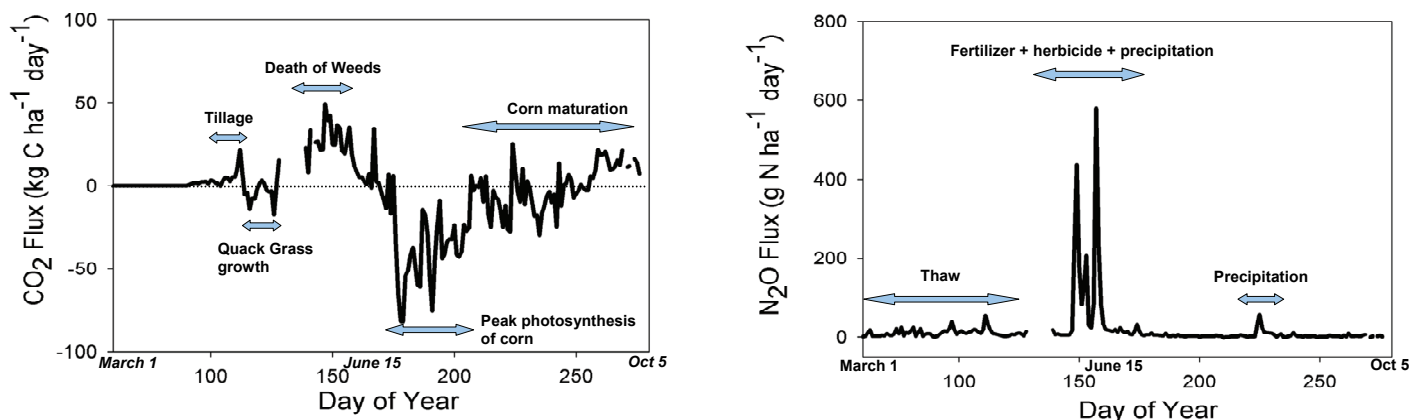 100
50
0
-50
-100
CO2 Flux (kg C ha⁻¹ day⁻¹)
Death of Weeds
Tillage
Corn maturation
Quack Grass
growth
Peak photosynthesis
of corn
March 1
100
150
June 15
200
250
Oct 5
Day of Year
800
600
400
200
0
N2O Flux (g N ha⁻¹ day⁻¹)
Fertilizer + herbicide + precipitation
Thaw
Precipitation
March 1
100
150
June 15
200
250
Oct 5
Day of Year